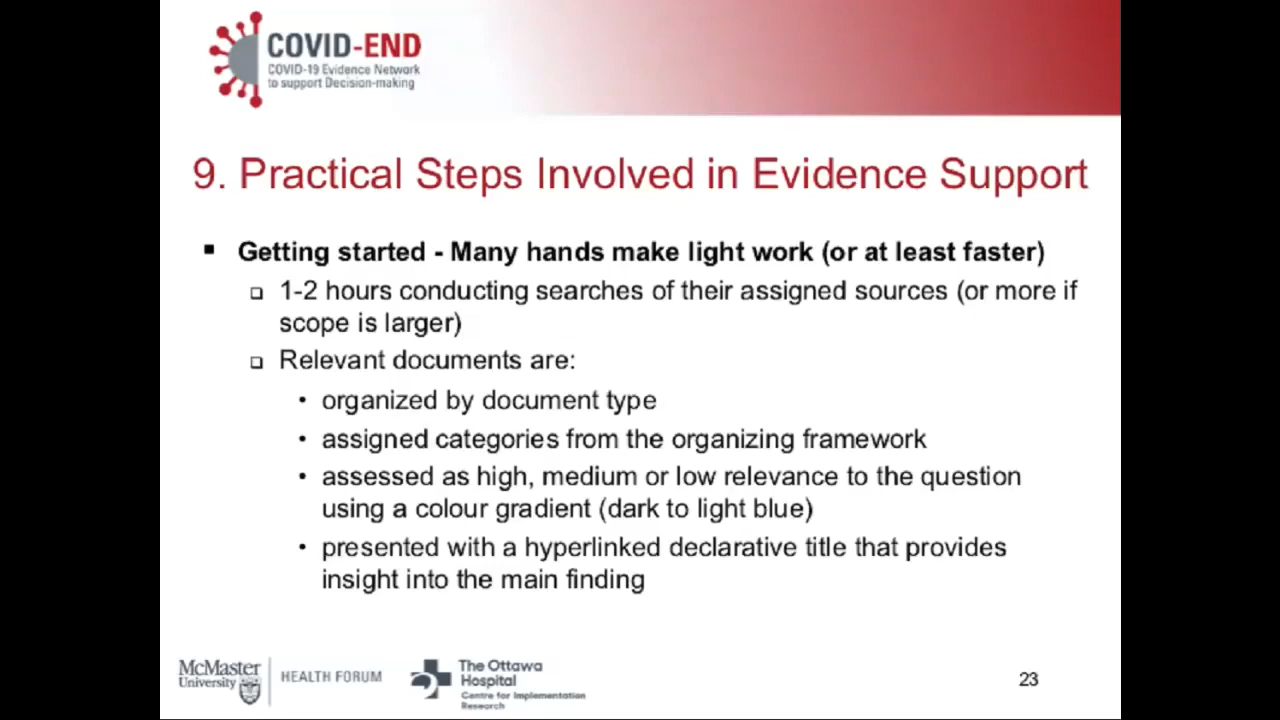 COVID-END
COVID-19 Evidence Network
to support Decision-making
9. Practical Steps Involved in Evidence Support
Getting started - Many hands make light work (or at least faster)
1-2 hours conducting searches of their assigned sources (or more if
scope is larger)
Relevant documents are:
organized by document type
assigned categories from the organizing framework
assessed as high, medium or low relevance to the question
using a colour gradient (dark to light blue)
presented with a hyperlinked declarative title that provides
insight into the main finding
McMaster
University
HEALTH FORUM
The Ottawa
Hospital
Centre for Implementation
Research
23